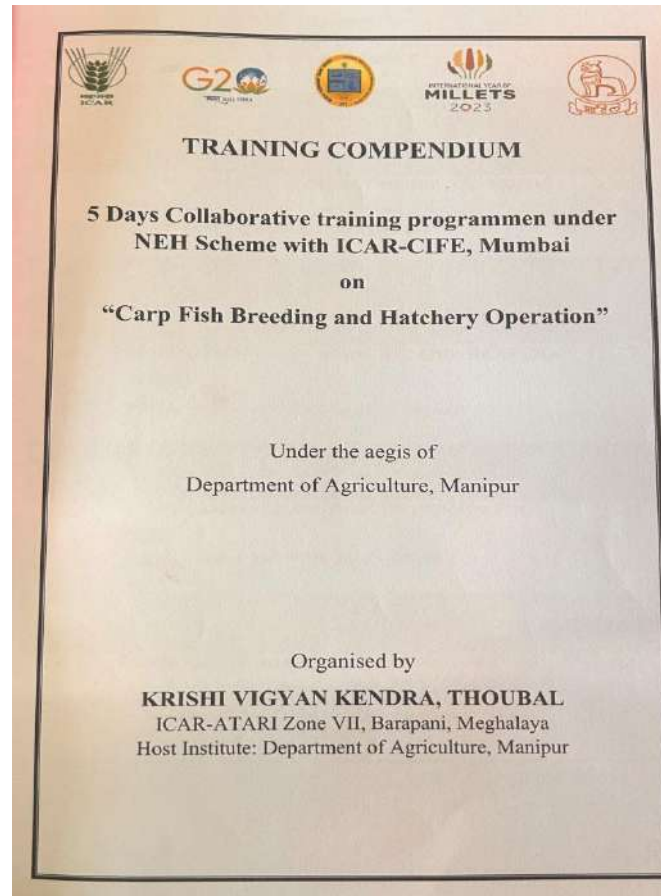 ICAR
G20
INTERNATIONAL YEAR OF
MILLETS
2023
TRAINING COMPENDIUM
5 Days Collaborative training programmen under
NEH Scheme with ICAR-CIFE, Mumbai
on
“Carp Fish Breeding and Hatchery Operation”
Under the aegis of
Department of Agriculture, Manipur
Organised by
KRISHI VIGYAN KENDRA, THOUBAL
ICAR-ATARI Zone VII, Barapani, Meghalaya
Host Institute: Department of Agriculture, Manipur